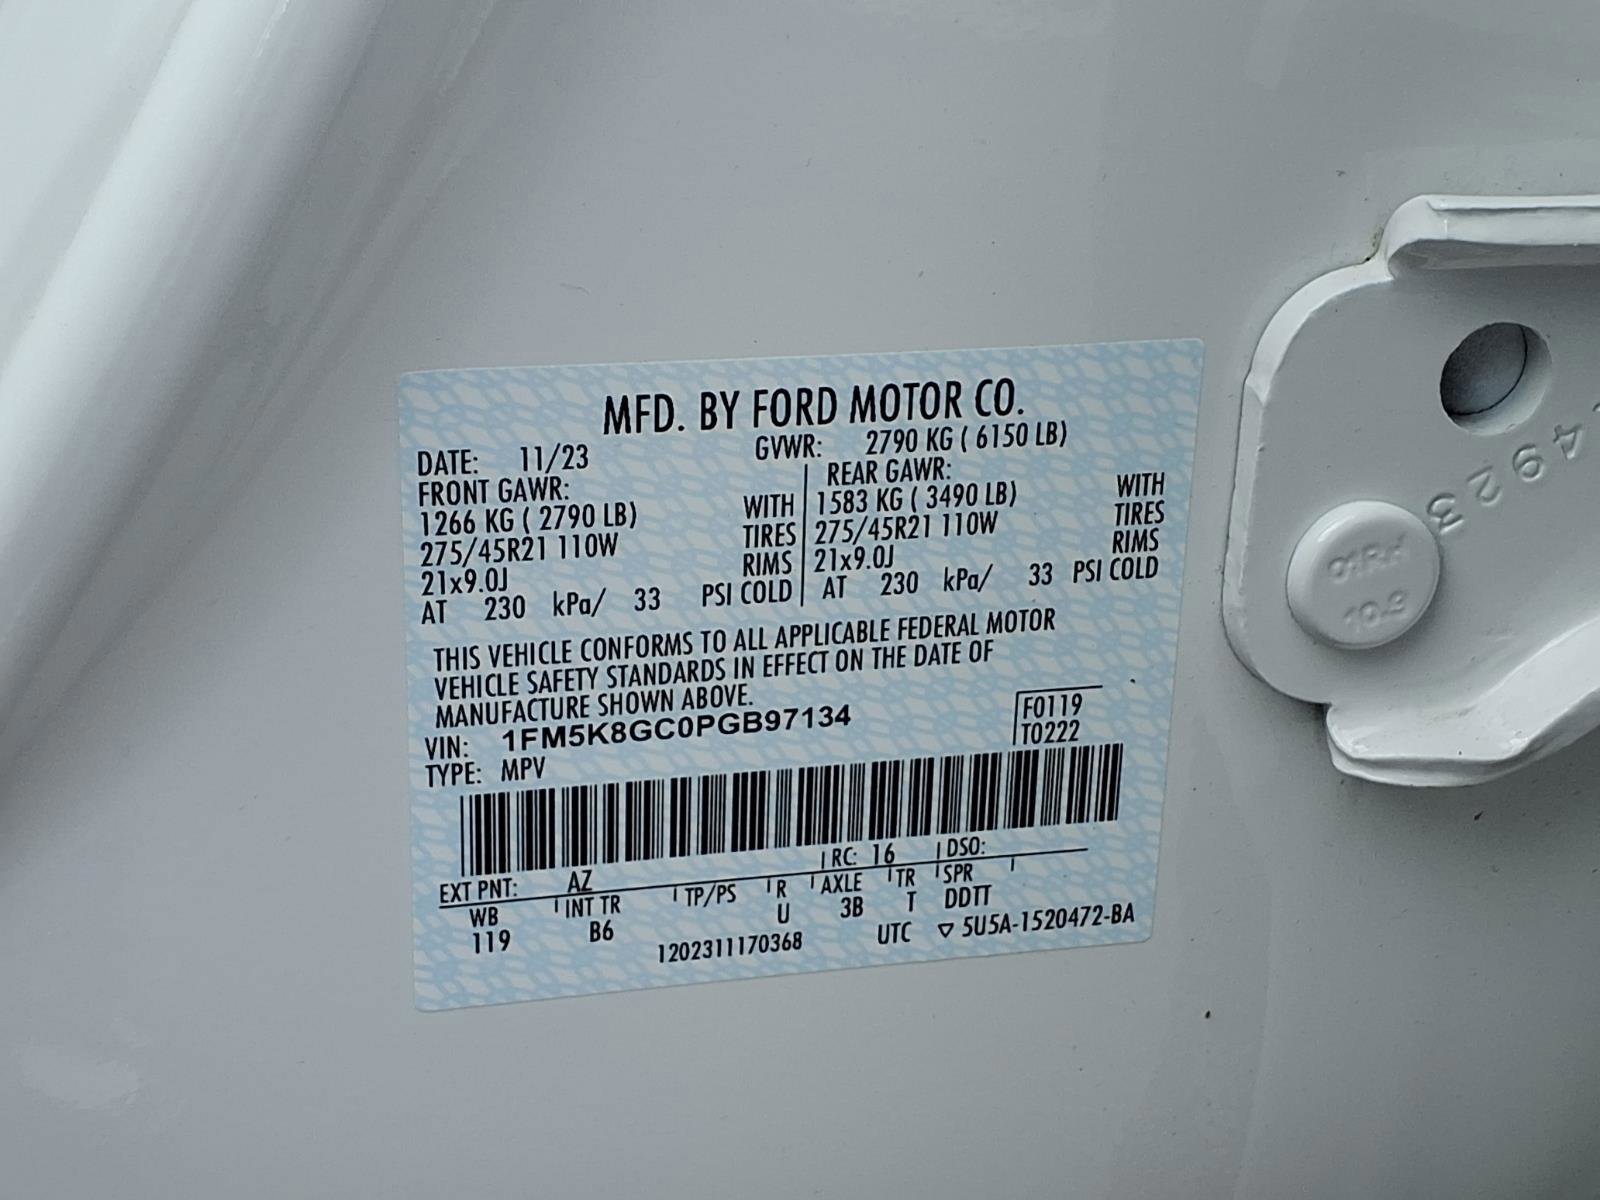 MFD. BY FORD MOTOR CO.
DATE: 11/23 GVWR: 2790 KG ( 6150 LB)
FRONT GAWR: REAR GAWR:
1266 KG ( 2790 LB) WITH 1583 KG ( 3490 LB) WITH
275/45R21 110W TIRES 275/45R21 110W TIRES
21x9.0J RIMS 21x9.0J RIMS
AT 230 kPa/ 33 PSI COLD AT 230 kPa/ 33 PSI COLD
THIS VEHICLE CONFORMS TO ALL APPLICABLE FEDERAL MOTOR
VEHICLE SAFETY STANDARDS IN EFFECT ON THE DATE OF
MANUFACTURE SHOWN ABOVE.
VIN: 1FM5K8GC0PGB97134 F0119
TYPE: MPV T0222
RC: 16 DSO:
EXT PNT: AZ
WB INT TR TP/PS R AXLE TR SPR
119 B6 U 3B T DDTT
1202311170368 UTC ▽ 5U5A-1520472-BA
4923
10.9